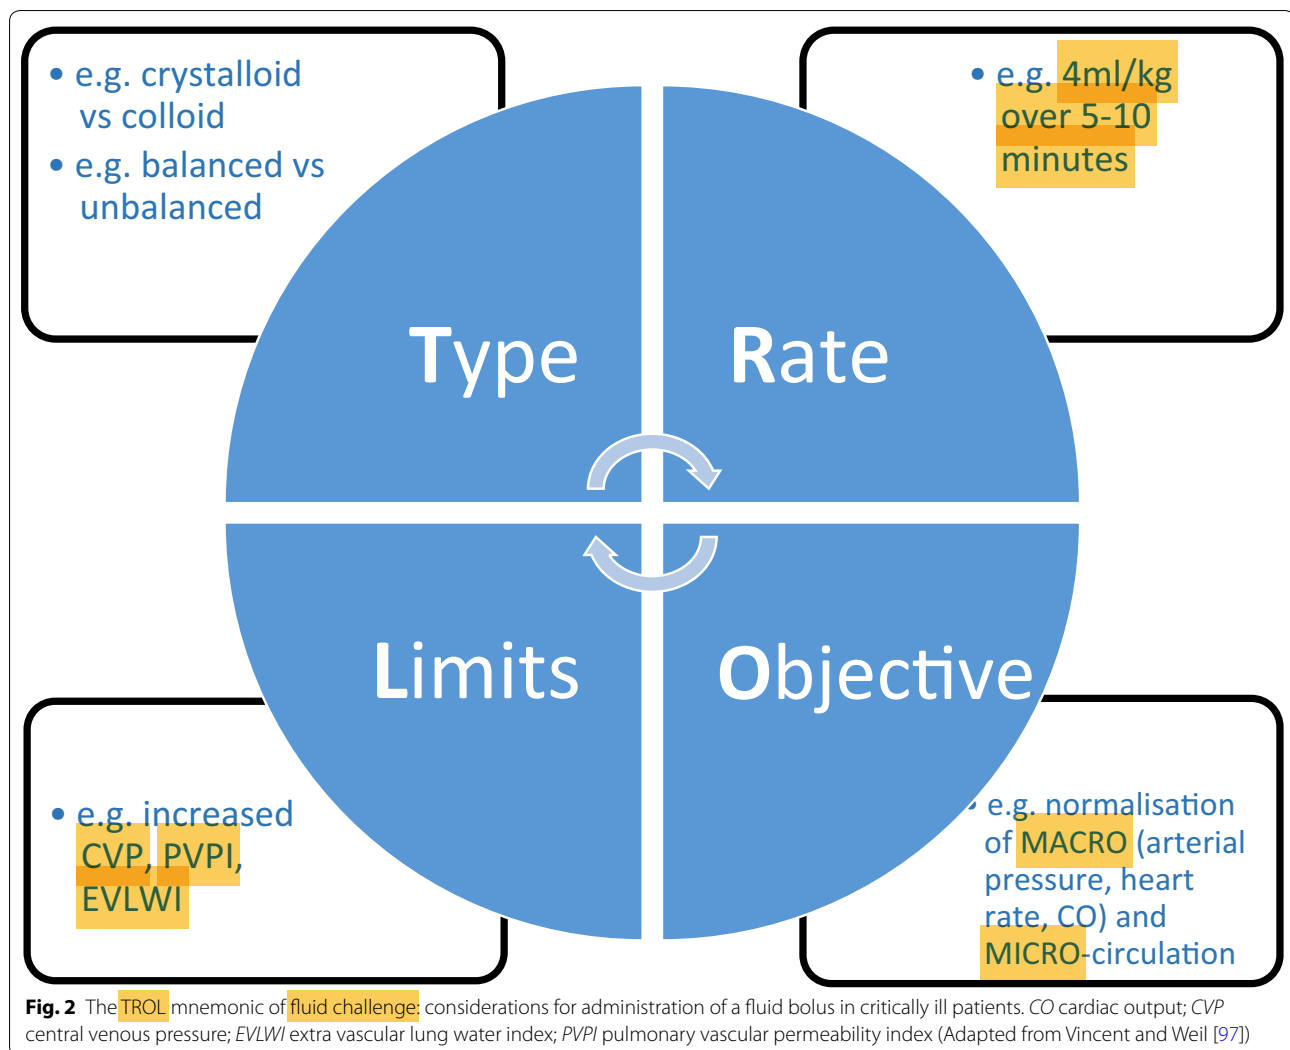 • e.g. crystalloid
vs colloid
• e.g. balanced vs
unbalanced
• e.g. 4ml/kg
over 5-10
minutes
Type
Rate
Limits
Objective
• e.g. increased
CVP, PVPI,
EVLWI
• e.g. normalisation
of MACRO (arterial
pressure, heart
rate, CO) and
MICRO-circulation
Fig. 2 The TROL mnemonic of fluid challenge: considerations for administration of a fluid bolus in critically ill patients. CO cardiac output; CVP
central venous pressure; EVLWI extra vascular lung water index; PVPI pulmonary vascular permeability index (Adapted from Vincent and Weil [97])